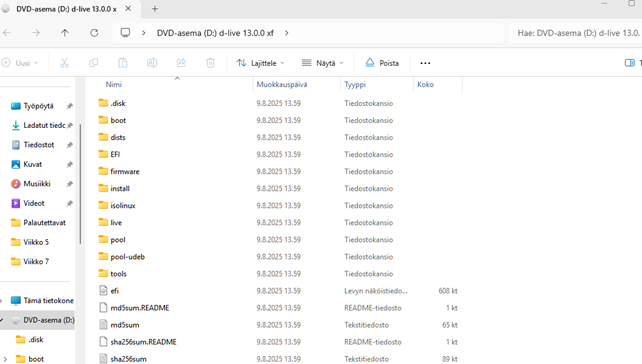 DVD-asema (D:) d-live 13.0.0 x
DVD-asema (D:) d-live 13.0.0 xf
Hae: DVD-asema (D:) d-live 13.0.
Uusi
Lajittele
Näytä
Poista
Nimi Muokkauspäivä Tyyppi Koko
Työpöytä
Ladatut tiedc
Tiedostot
Kuvat
Musiikki
Videot
Palautettavat
Viikko 5
Viikko 7
Tämä tietokone
DVD-asema (D:)
.disk
boot
.disk 9.8.2025 13.59 Tiedostokansio
boot 9.8.2025 13.59 Tiedostokansio
dists 9.8.2025 13.59 Tiedostokansio
EFI 9.8.2025 13.59 Tiedostokansio
firmware 9.8.2025 13.59 Tiedostokansio
install 9.8.2025 13.59 Tiedostokansio
isolinux 9.8.2025 13.59 Tiedostokansio
live 9.8.2025 13.59 Tiedostokansio
pool 9.8.2025 13.59 Tiedostokansio
pool-udeb 9.8.2025 13.59 Tiedostokansio
tools 9.8.2025 13.59 Tiedostokansio
efi 9.8.2025 13.59 Levyn näköistiedo... 608 kt
md5sum.README 9.8.2025 13.59 README-tiedosto 1 kt
md5sum 9.8.2025 13.59 Tekstitiedosto 65 kt
sha256sum.README 9.8.2025 13.59 README-tiedosto 1 kt
sha256sum 9.8.2025 13.59 Tekstitiedosto 89 kt